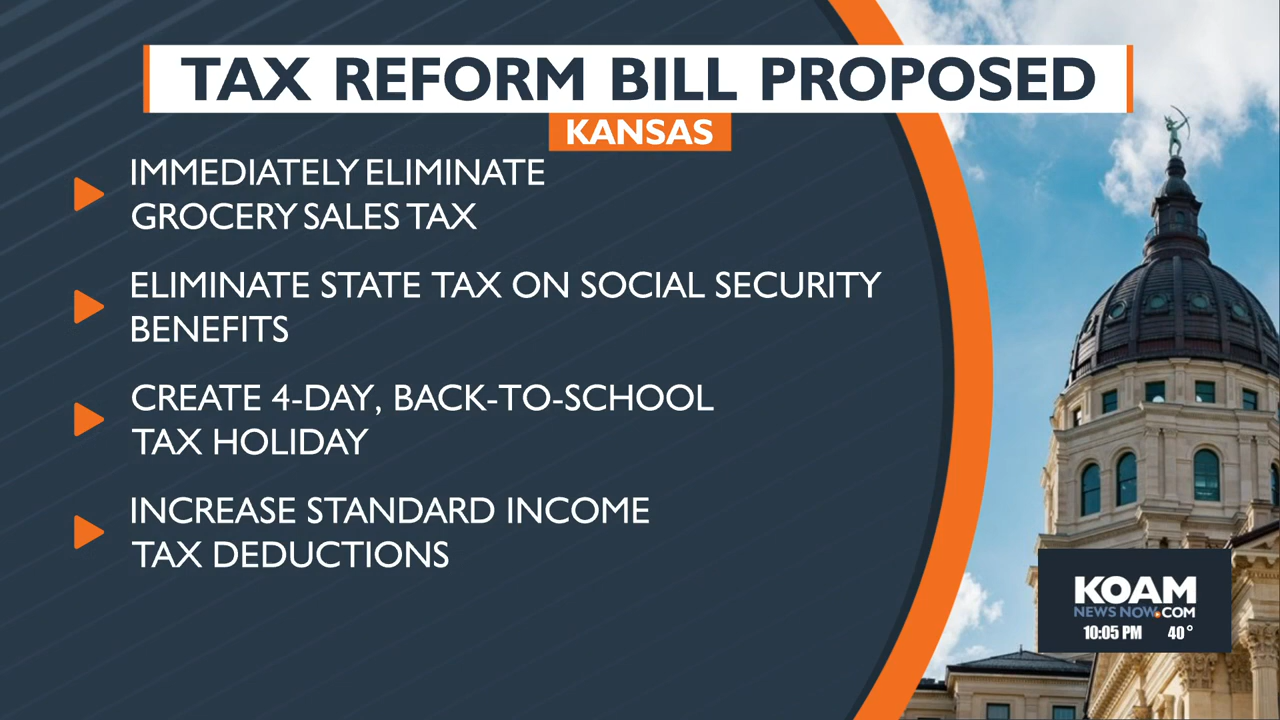 TAX REFORM BILL PROPOSED
KANSAS
IMMEDIATELY ELIMINATE
GROCERY SALES TAX
ELIMINATE STATE TAX ON SOCIAL SECURITY
BENEFITS
CREATE 4-DAY, BACK-TO-SCHOOL
TAX HOLIDAY
INCREASE STANDARD INCOME
TAX DEDUCTIONS
KOAM
NEWS NOW.COM
10:05 PM 40°